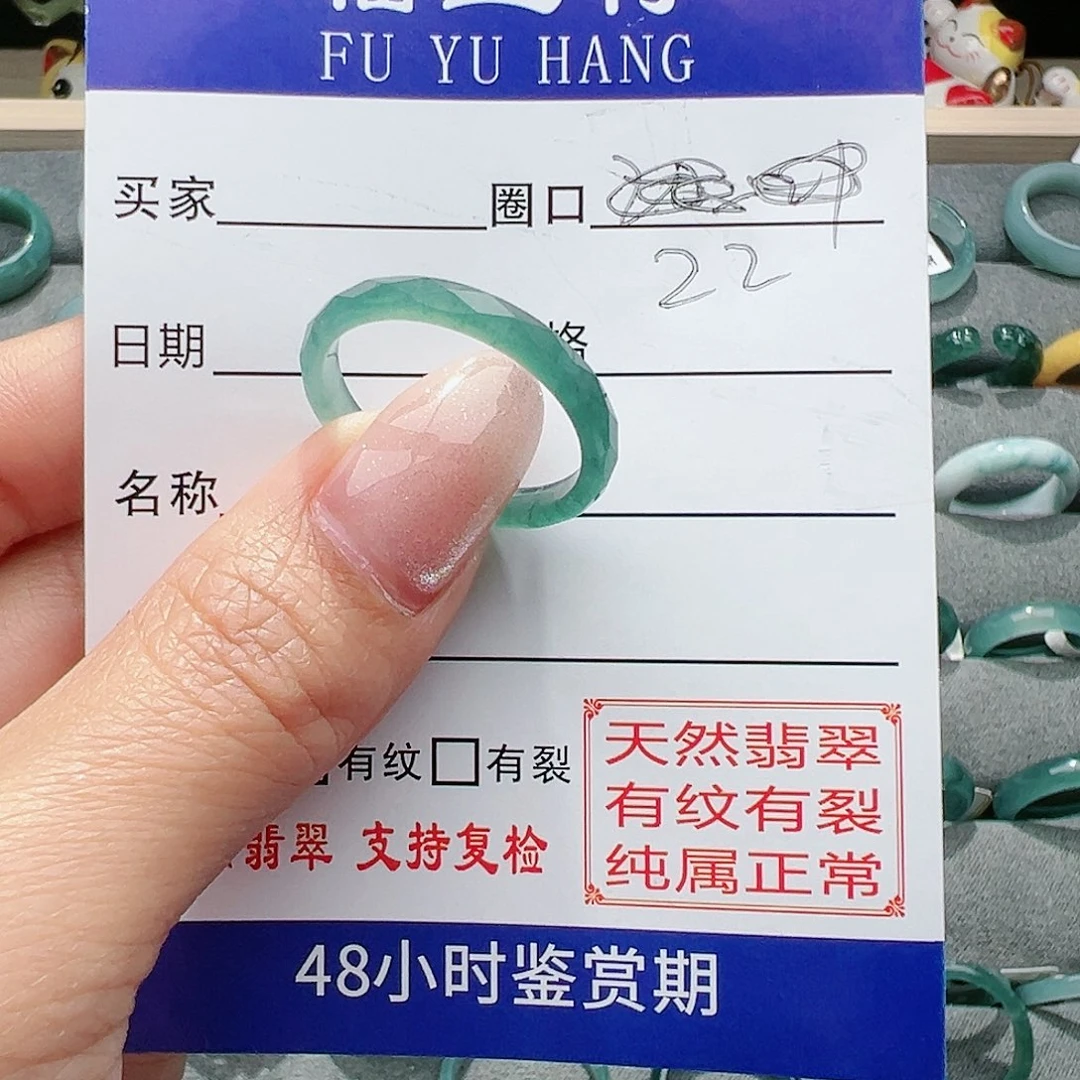 FU YU HANG
买家 圈口
22
日期 格
名称
有纹 □ 有裂
翡翠 支持复检
天然翡翠
有纹有裂
纯属正常
48小时鉴赏期